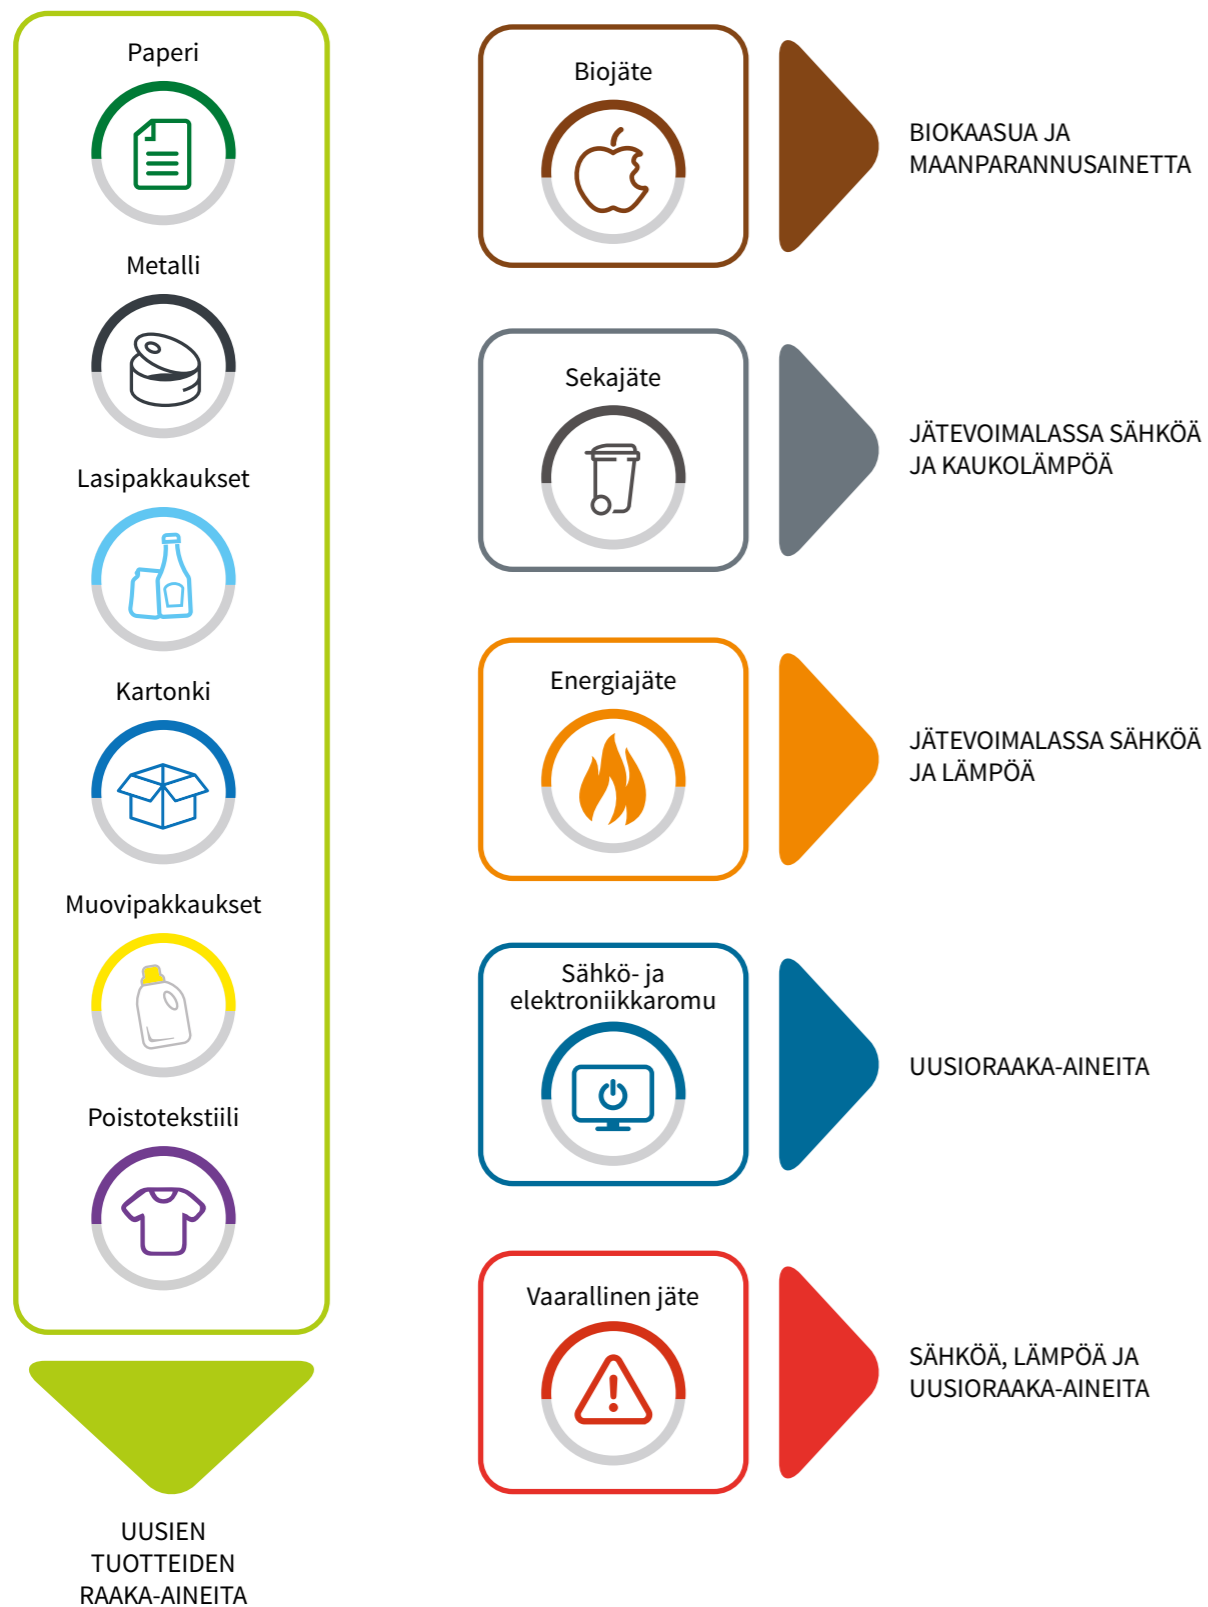 Paperi
Metalli
Lasipakkaukset
Kartonki
Muovipakkaukset
Poistotekstiili
UUSIEN
TUOTTEIDEN
RAAKA-AINEITA
Biojäte
BIOKAASUA JA
MAANPARANNUSAINETTA
Sekajäte
JÄTEVOIMALASSA SÄHKÖÄ
JA KAUKOLÄMPÖÄ
Energiajäte
JÄTEVOIMALASSA SÄHKÖÄ
JA LÄMPÖÄ
Sähkö- ja
elektroniikkaromu
UUSIORAAKA-AINEITA
Vaarallinen jäte
SÄHKÖÄ, LÄMPÖÄ JA
UUSIORAAKA-AINEITA